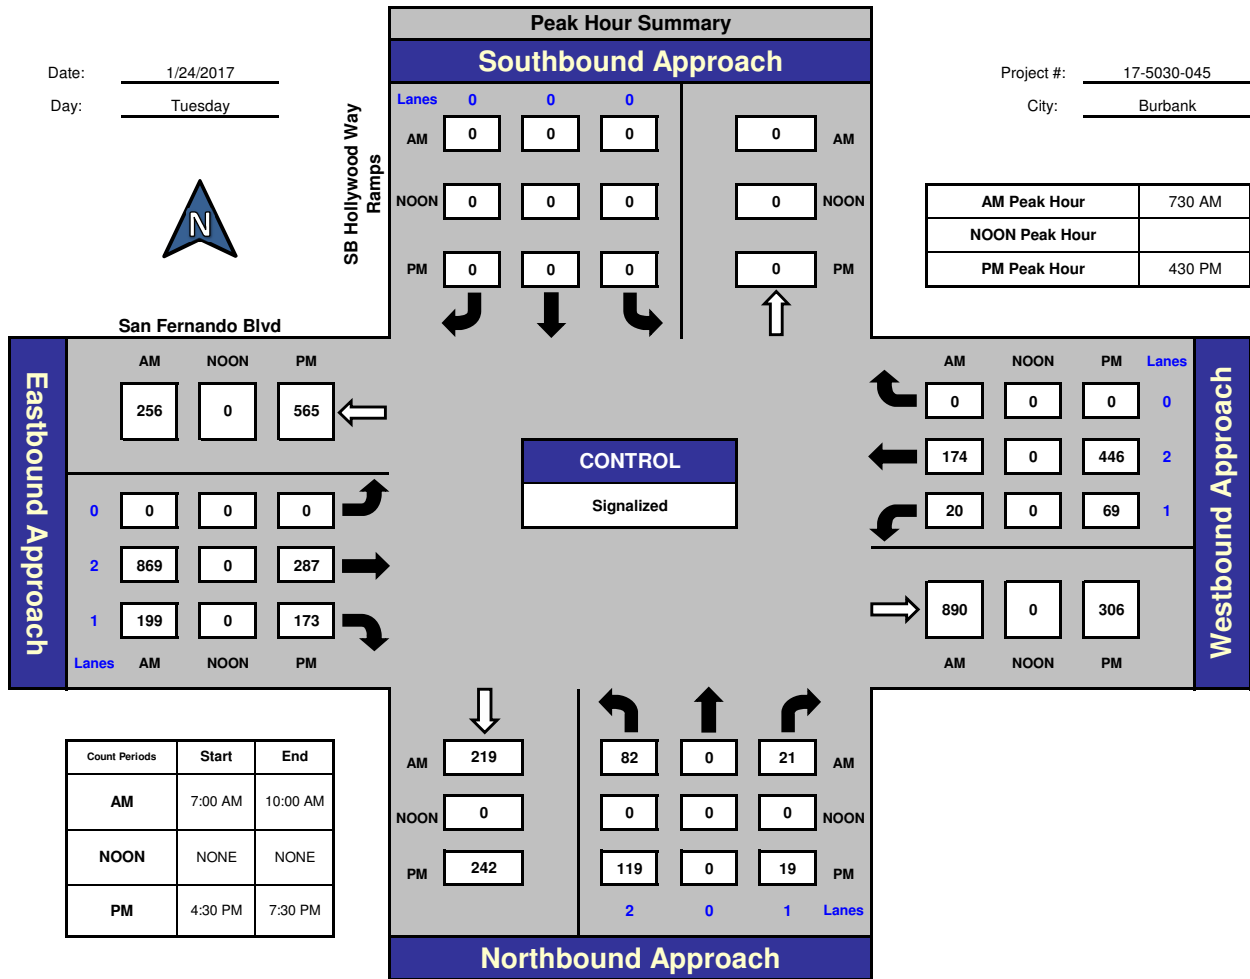 Peak Hour Summary
Southbound Approach
Date: 1/24/2017
Day: Tuesday
Project #: 17-5030-045
City: Burbank
N
SB Hollywood Way
Ramps
Lanes 0 0 0
AM 0 0 0 0 AM
NOON 0 0 0 0 NOON
PM 0 0 0 0 PM
AM Peak Hour 730 AM
NOON Peak Hour
PM Peak Hour 430 PM
San Fernando Blvd
Eastbound Approach
AM NOON PM
256 0 565
0 0 0 0
2 869 0 287
1 199 0 173
Lanes AM NOON PM
CONTROL
Signalized
AM NOON PM Lanes
0 0 0 0
174 0 446 2
20 0 69 1
890 0 306
AM NOON PM
Westbound Approach
Count Periods Start End
AM 7:00 AM 10:00 AM
NOON NONE NONE
PM 4:30 PM 7:30 PM
AM 219 82 0 21 AM
NOON 0 0 0 0 NOON
PM 242 119 0 19 PM
2 0 1 Lanes
Northbound Approach